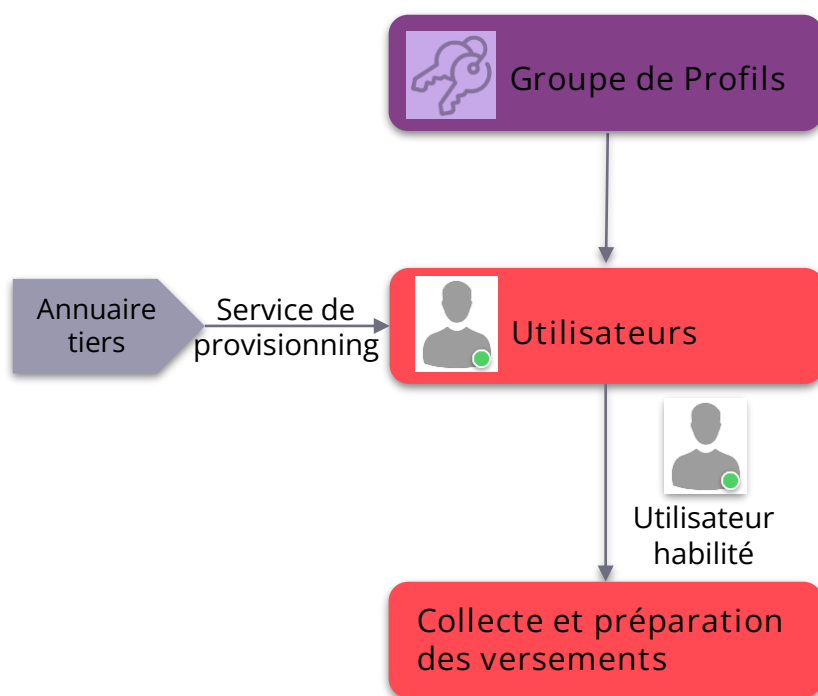 Groupe de Profils
Annuaire
tiers
Service de
provisionning
Utilisateurs
Utilisateur
habilité
Collecte et préparation
des versements